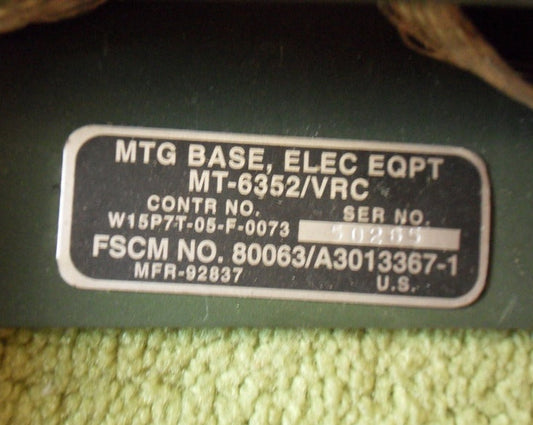 MTG BASE, ELEC EQPT
MT-6352/VRC
CONTR NO. SER NO.
W15P7T-05-F-0073 50265
FSCM NO. 80063/A3013367-1
MFR-92837 U.S.